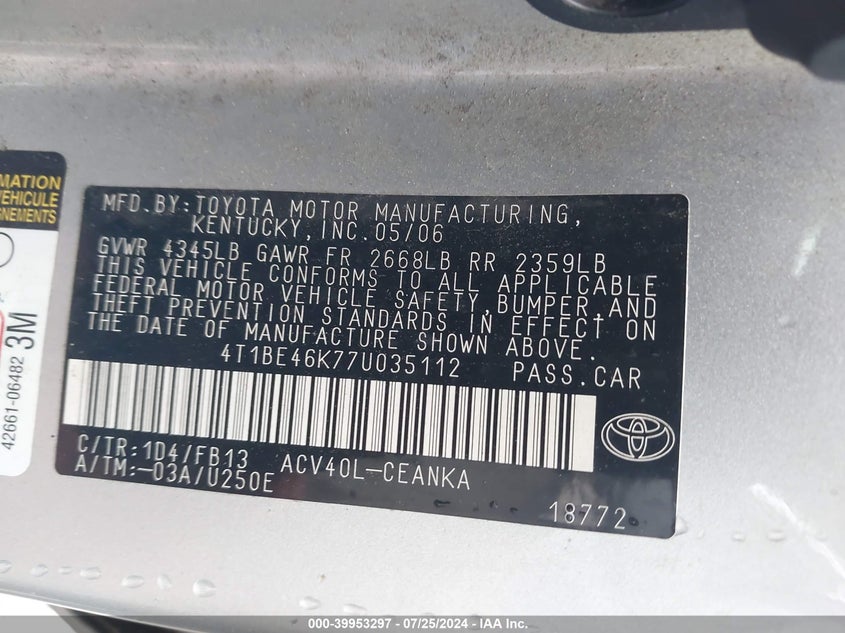 MATION
VEHICULE
GNEMENTS
42661-06482 3M
MFD.BY:TOYOTA MOTOR MANUFACTURING,
KENTUCKY,INC.05/06
GVWR 4345LB GAWR FR 2668LB RR 2359LB
THIS VEHICLE CONFORMS TO ALL APPLICABLE
FEDERAL MOTOR VEHICLE SAFETY,BUMPER,AND
THEFT PREVENTION STANDARDS IN EFFECT ON
THE DATE OF MANUFACTURE SHOWN ABOVE.
4T1BE46K77U035112 PASS.CAR
C/TR:1D4/FB13 ACV40L-CEANKA
A/TM:-03A/U250E
18772
000-39953297 - 07/25/2024 - IAA Inc.